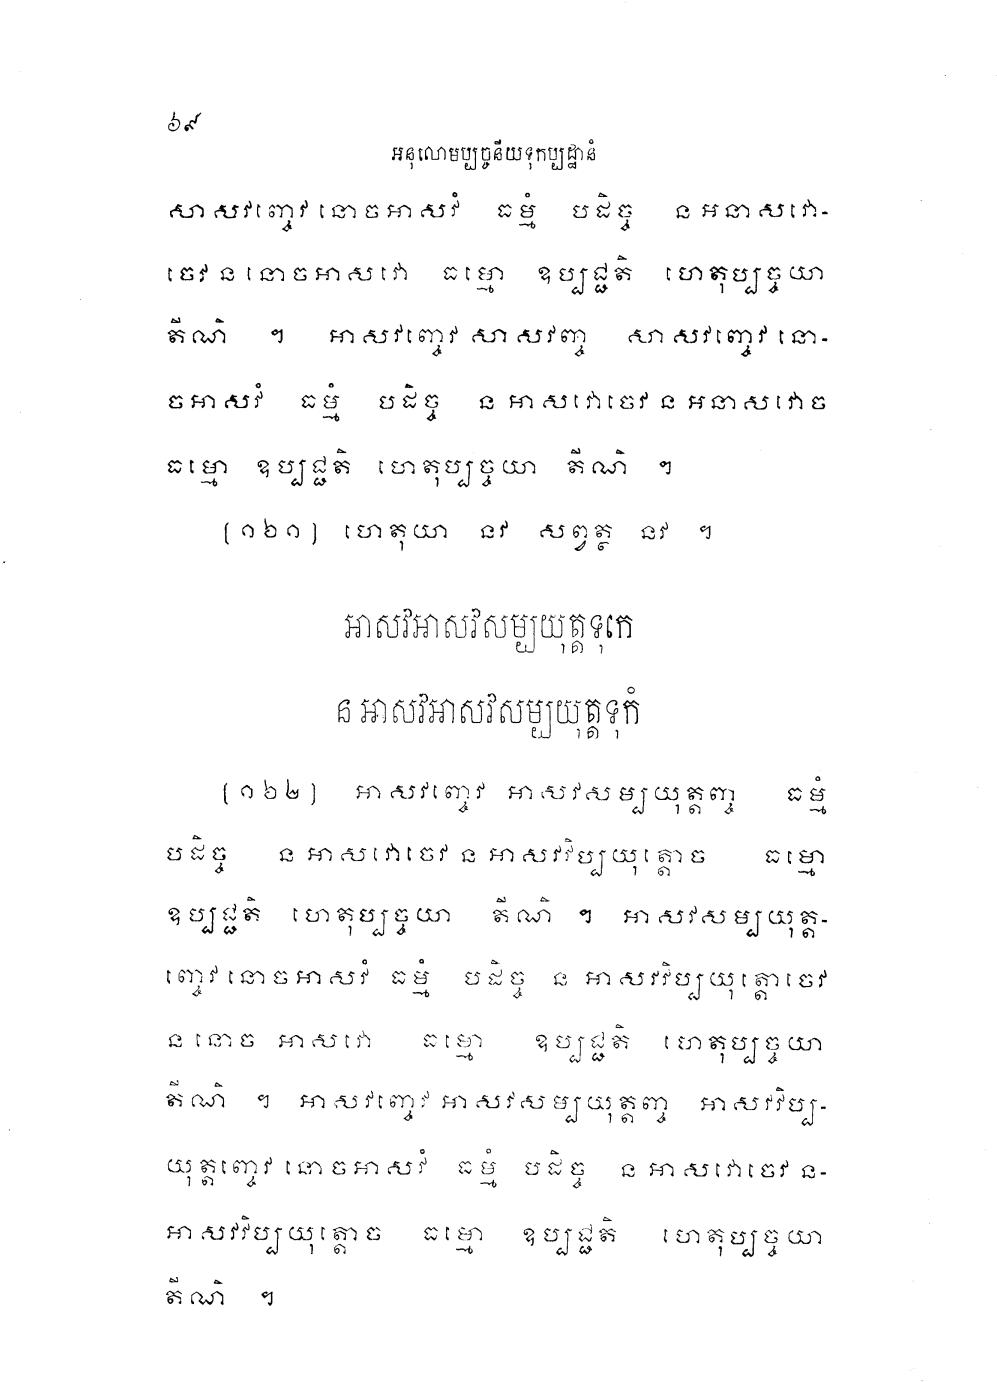 ៦៩
អនុលោមប្បច្ចនីយទុកប្បដ្ឋានំ
សាសវញ្ចេវ នោចអាសវំ ធម្មំ បដិច្ច ន អនាសវោ-
ចេវ ន នោចអាសវោ ធម្មោ ឧប្បជ្ជតិ ហេតុប្បច្ចយា
តីណិ ។ អាសវញ្ចេវ សាសវញ្ច សាសវញ្ចេវ នោ-
ចអាសវំ ធម្មំ បដិច្ច ន អាសវោចេវ ន អនាសវោច
ធម្មោ ឧប្បជ្ជតិ ហេតុប្បច្ចយា តីណិ ។
(១៦១) ហេតុយា នវ សព្វត្ថ នវ ។
អាសវអាសវសម្បយុត្តទុកេ
ន អាសវអាសវសម្បយុត្តទុកំ
(១៦២) អាសវញ្ចេវ អាសវសម្បយុត្តញ្ច ធម្មំ
បដិច្ច ន អាសវោចេវ ន អាសវវិប្បយុត្តោច ធម្មោ
ឧប្បជ្ជតិ ហេតុប្បច្ចយា តីណិ ។ អាសវសម្បយុត្ត-
ញ្ចេវ នោចអាសវំ ធម្មំ បដិច្ច ន អាសវវិប្បយុត្តោចេវ
ន នោច អាសវោ ធម្មោ ឧប្បជ្ជតិ ហេតុប្បច្ចយា
តីណិ ។ អាសវញ្ចេវ អាសវសម្បយុត្តញ្ច អាសវវិប្ប-
យុត្តញ្ចេវ នោចអាសវំ ធម្មំ បដិច្ច ន អាសវោចេវ ន-
អាសវវិប្បយុត្តោច ធម្មោ ឧប្បជ្ជតិ ហេតុប្បច្ចយា
តីណិ ។